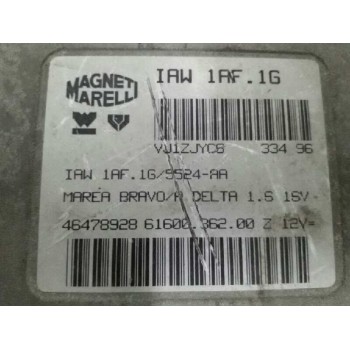 MAGNETI
MARELLI
IAW 1AF.1G
VJ1ZJYC8 334 96
IAW 1AF.1G/9524-AA
MAREA BRAVO/A DELTA 1.6 16V
46478928 61600.362.00 Z 12V=